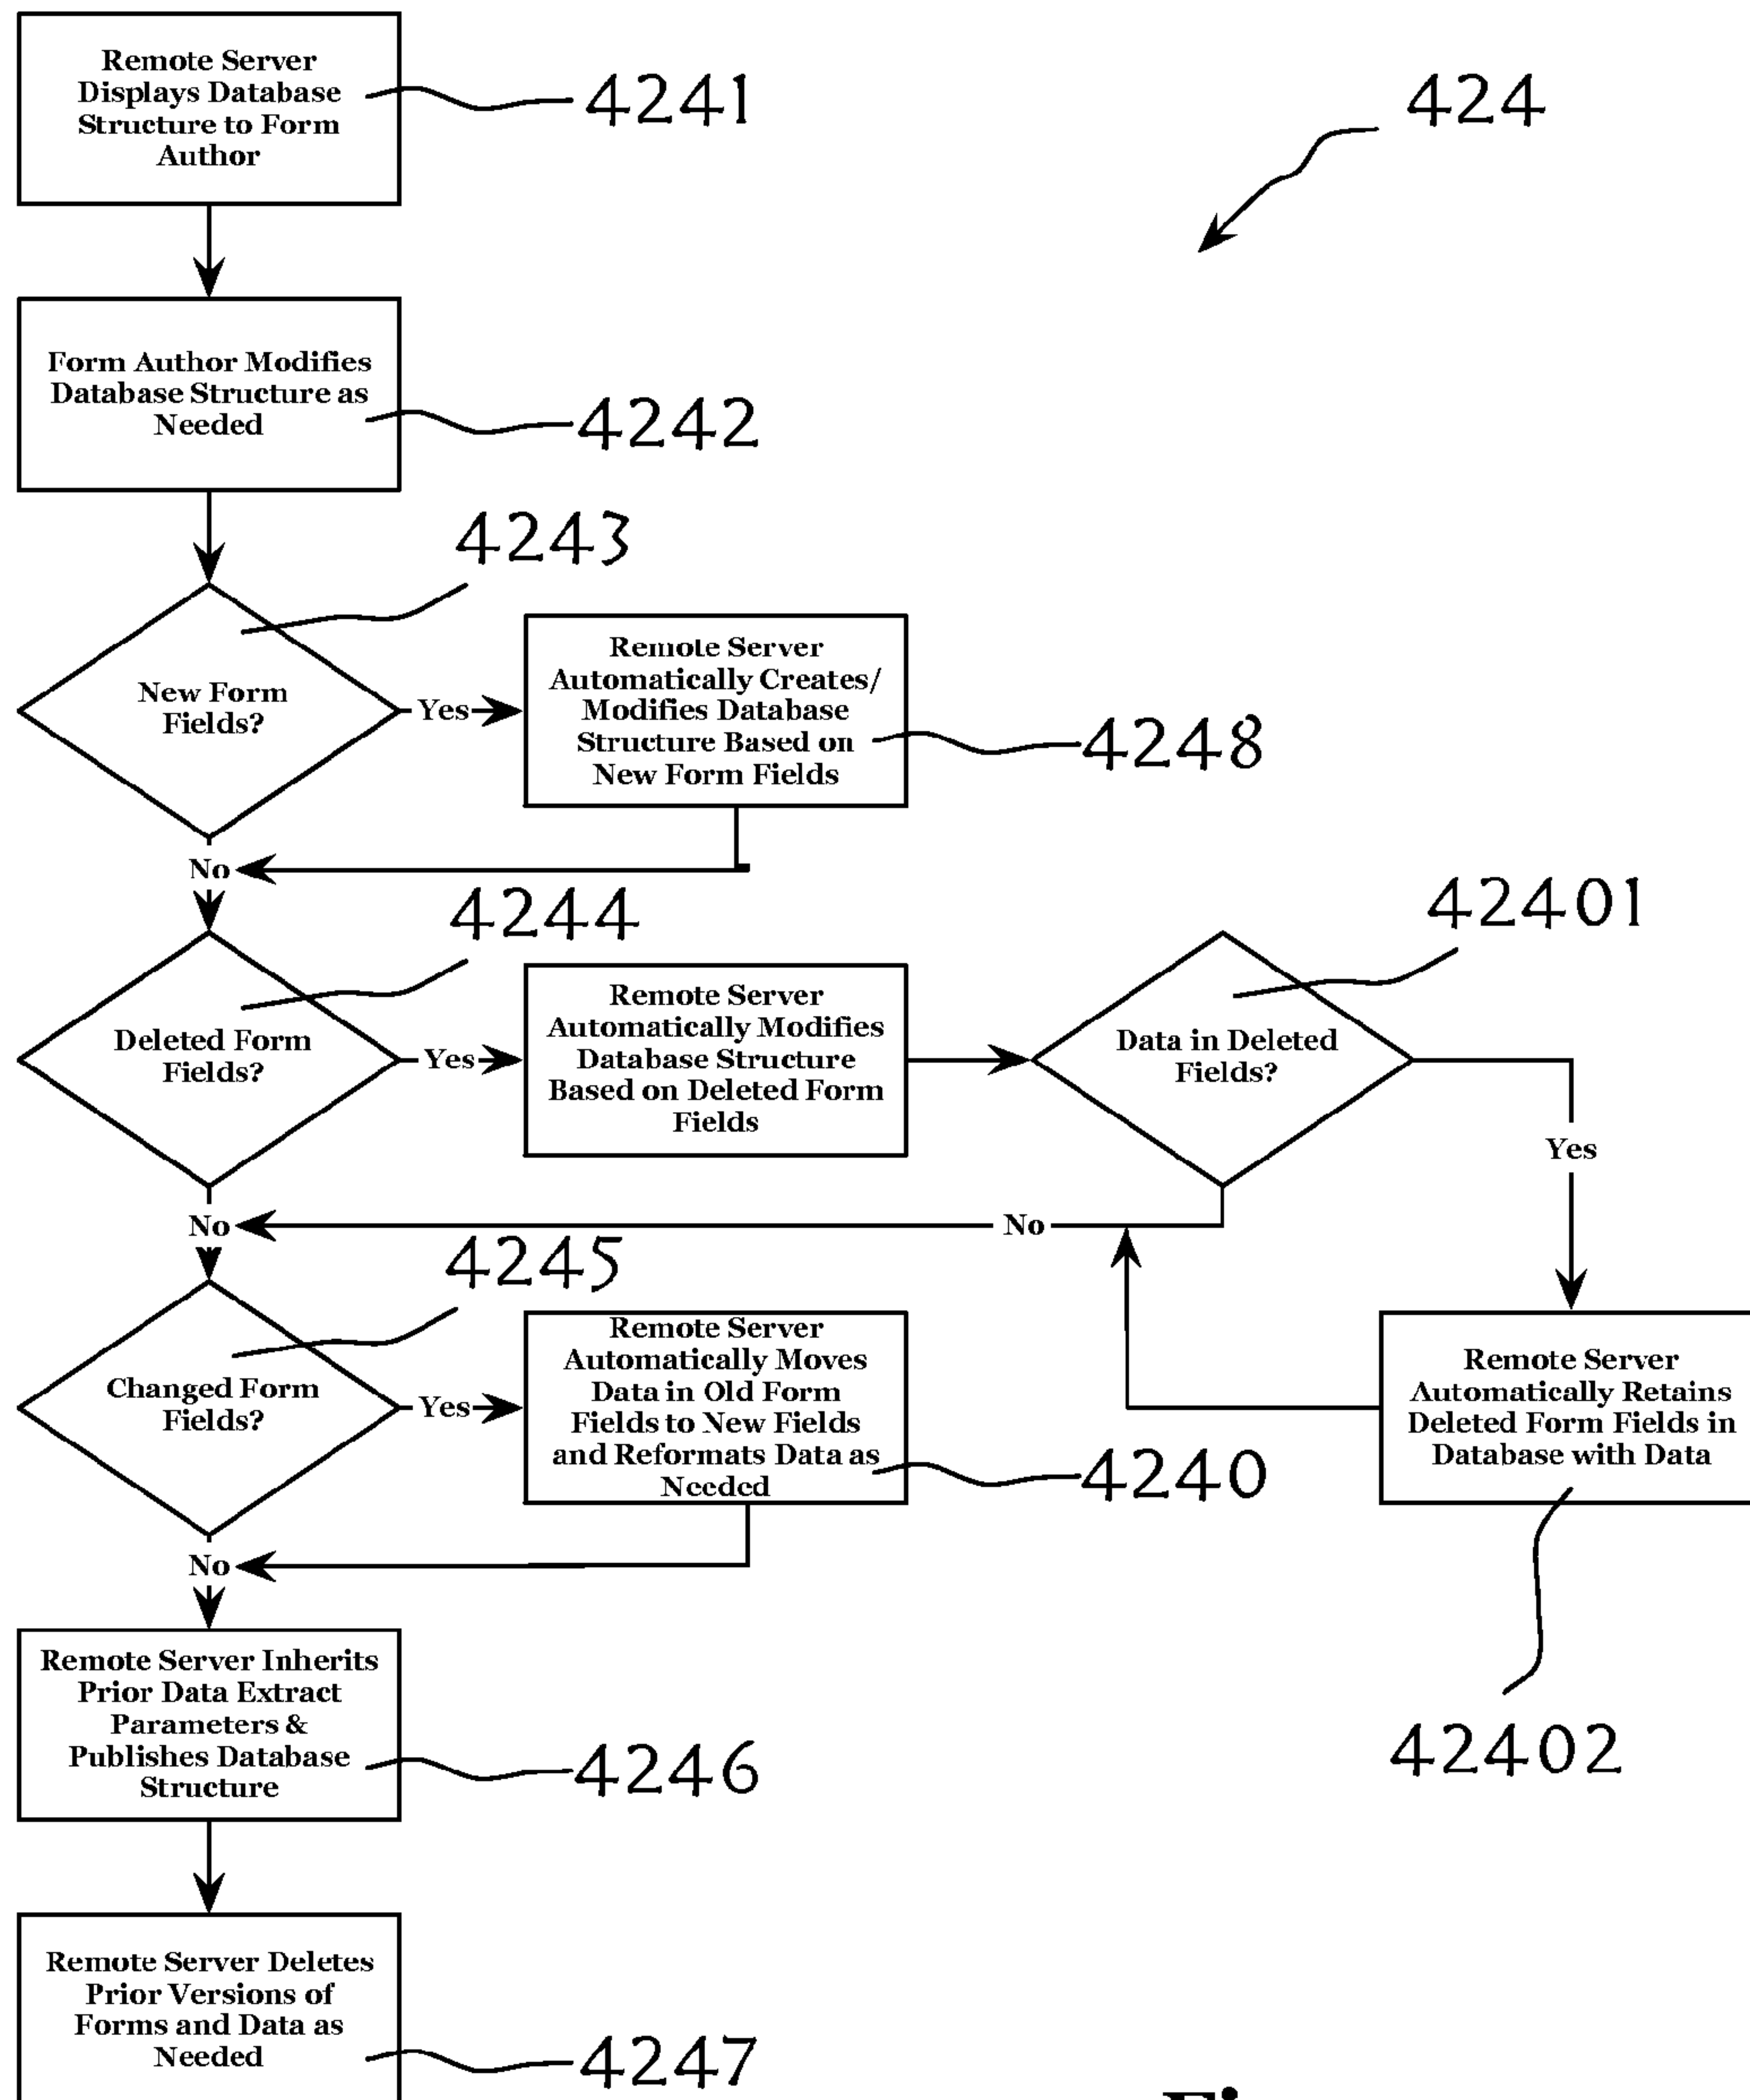 Remote Server
Displays Database
Structure to Form
Author
4241
424
Form Author Modifies
Database Structure as
Needed
4242
4243
New Form
Fields?
Yes
Remote Server
Automatically Creates/
Modifies Database
Structure Based on
New Form Fields
4248
No
4244
42401
Deleted Form
Fields?
Yes
Remote Server
Automatically Modifies
Database Structure
Based on Deleted Form
Fields
Data in Deleted
Fields?
Yes
No
No
4245
Changed Form
Fields?
Yes
Remote Server
Automatically Moves
Data in Old Form
Fields to New Fields
and Reformats Data as
Needed
4240
Remote Server
Automatically Retains
Deleted Form Fields in
Database with Data
42402
No
Remote Server Inherits
Prior Data Extract
Parameters &
Publishes Database
Structure
4246
Remote Server Deletes
Prior Versions of
Forms and Data as
Needed
4247